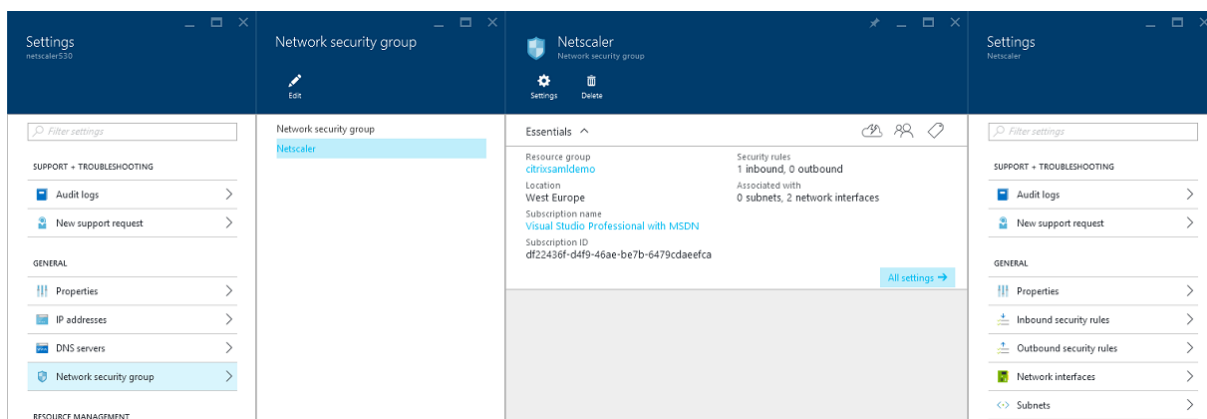 Settings
netscaler530
Filter settings
SUPPORT + TROUBLESHOOTING
Audit logs
New support request
GENERAL
Properties
IP addresses
DNS servers
Network security group
RESOURCE MANAGEMENT
Network security group
Edit
Network security group
Netscaler
Netscaler
Network security group
Settings
Delete
Essentials
Resource group
citrixsamldemo
Location
West Europe
Subscription name
Visual Studio Professional with MSDN
Subscription ID
df22436f-d4f9-46ae-be7b-6479cdaeefca
Security rules
1 inbound, 0 outbound
Associated with
0 subnets, 2 network interfaces
All settings
Settings
Netscaler
Filter settings
SUPPORT + TROUBLESHOOTING
Audit logs
New support request
GENERAL
Properties
Inbound security rules
Outbound security rules
Network interfaces
Subnets